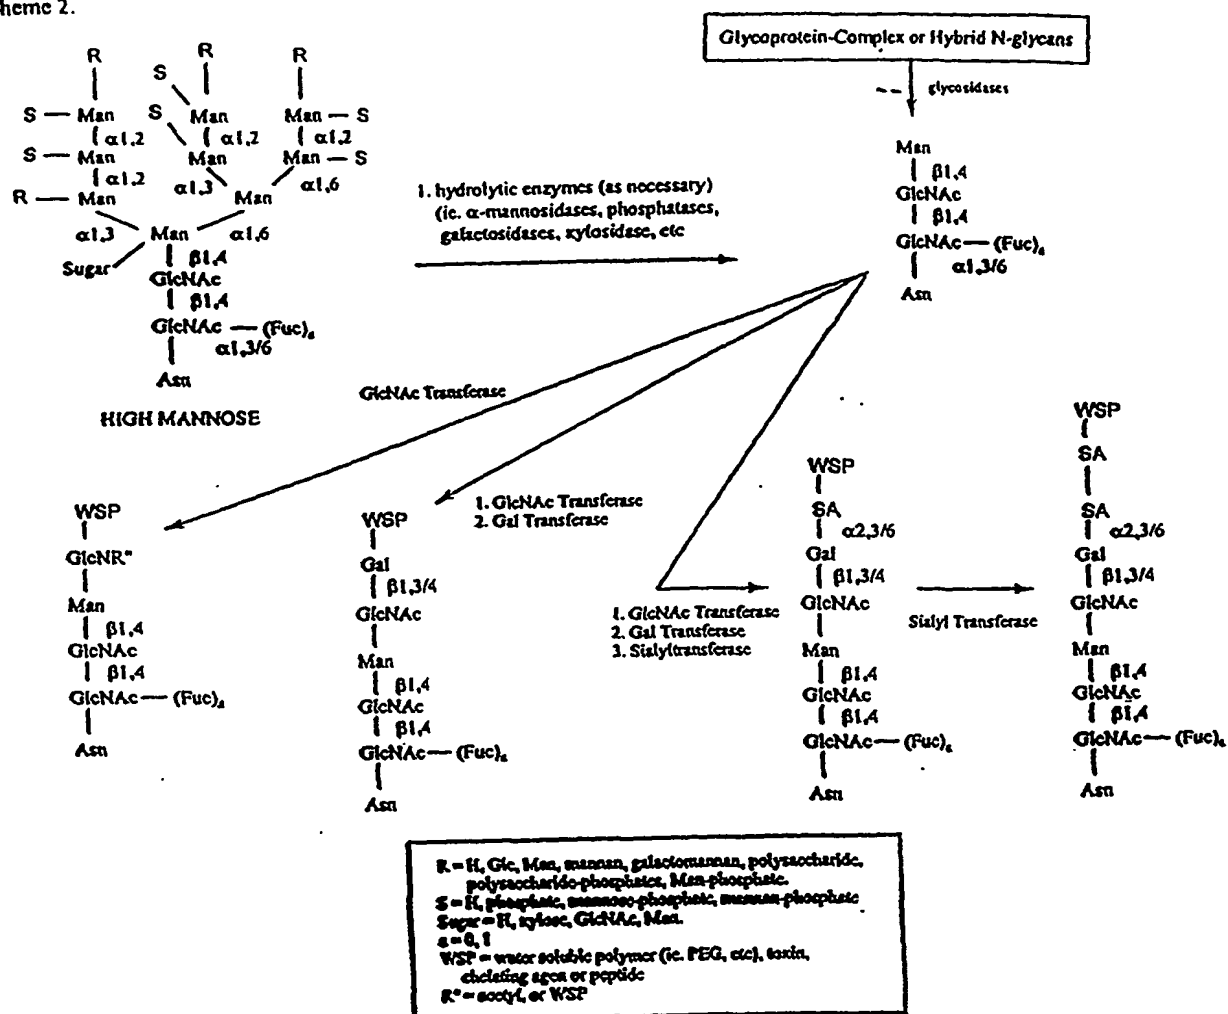 heme 2.
Glycoprotein-Complex or Hybrid N-glycans
glycosidases
R
R
R
S
S — Man
S
Man
Man — S
α1,2
α1,2
α1,2
S — Man
Man
Man — S
α1,2
α1,3
α1,6
R — Man
Man
α1,3
Man
α1,6
Sugar
β1,4
GlcNAc
β1,4
GlcNAc — (Fuc)a
α1,3/6
Asn
HIGH MANNOSE
1. hydrolytic enzymes (as necessary)
(ie. α-mannosidases, phosphatases,
galactosidases, xylosidase, etc
Man
β1,4
GlcNAc
β1,4
GlcNAc — (Fuc)a
α1,3/6
Asn
GlcNAc Transferase
1. GlcNAc Transferase
2. Gal Transferase
1. GlcNAc Transferase
2. Gal Transferase
3. Sialyltransferase
Sialyl Transferase
WSP
GlcNR"
Man
β1,4
GlcNAc
β1,4
GlcNAc — (Fuc)a
Asn
WSP
Gal
β1,3/4
GlcNAc
Man
β1,4
GlcNAc
β1,4
GlcNAc — (Fuc)a
Asn
WSP
SA
α2,3/6
Gal
β1,3/4
GlcNAc
Man
β1,4
GlcNAc
β1,4
GlcNAc — (Fuc)a
Asn
WSP
SA
SA
α2,3/6
Gal
β1,3/4
GlcNAc
Man
β1,4
GlcNAc
β1,4
GlcNAc — (Fuc)a
Asn
R = H, Glc, Man, mannan, galactomannan, polysaccharide,
polysaccharide-phosphates, Man-phosphate.
S = H, phosphate, mannose-phosphate, mannan-phosphate
Sugar = H, xylose, GlcNAc, Man.
a = 0, 1
WSP = water soluble polymer (ie. PEG, etc), toxin,
chelating agen or peptide
R" = acetyl, or WSP